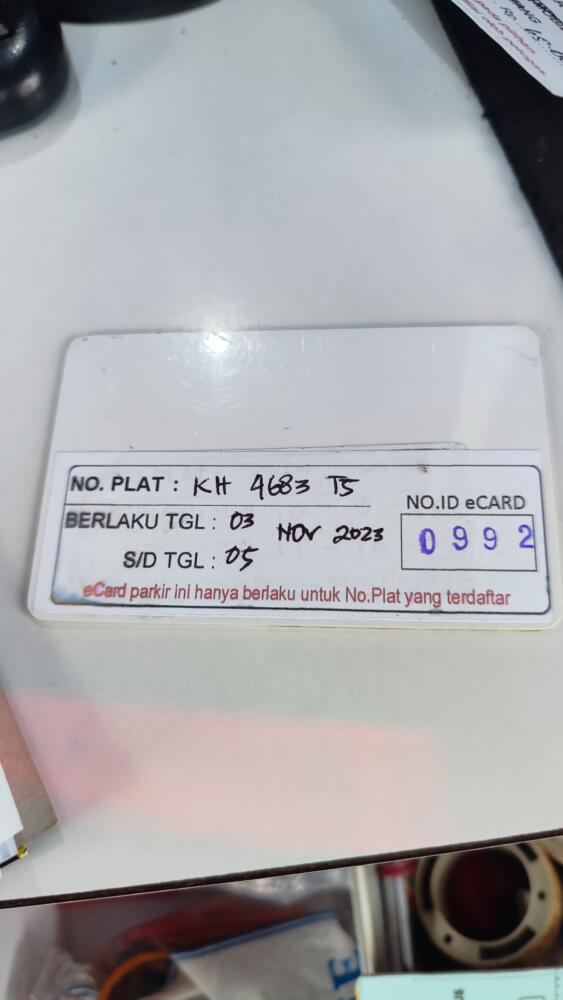 NO. PLAT : KH 4683 TS
BERLAKU TGL : 03 NOV 2023
S/D TGL : 05
NO.ID eCARD
0992
eCard parkir ini hanya berlaku untuk No.Plat yang terdaftar